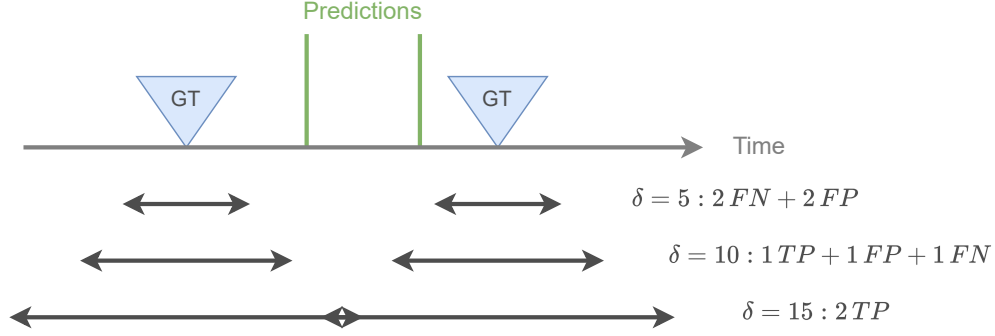 Predictions
GT
GT
Time
δ = 5 : 2 FN + 2 FP
δ = 10 : 1 TP + 1 FP + 1 FN
δ = 15 : 2 TP